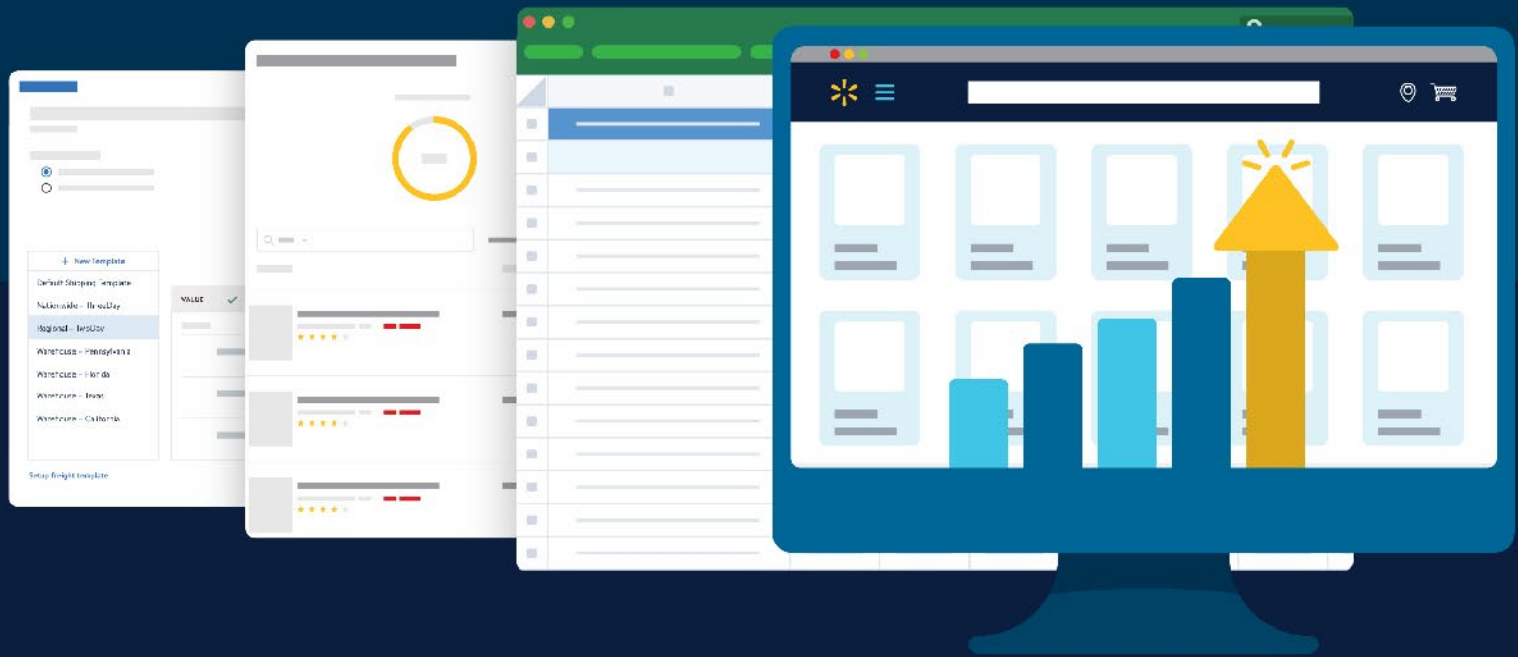 + New Template
Default Shipping Template
Nationwide – ThreeDay
Regional – TwoDay
Warehouse – Pennsylvania
Warehouse – Florida
Warehouse – Texas
Warehouse – California
Setup freight template
VALUE